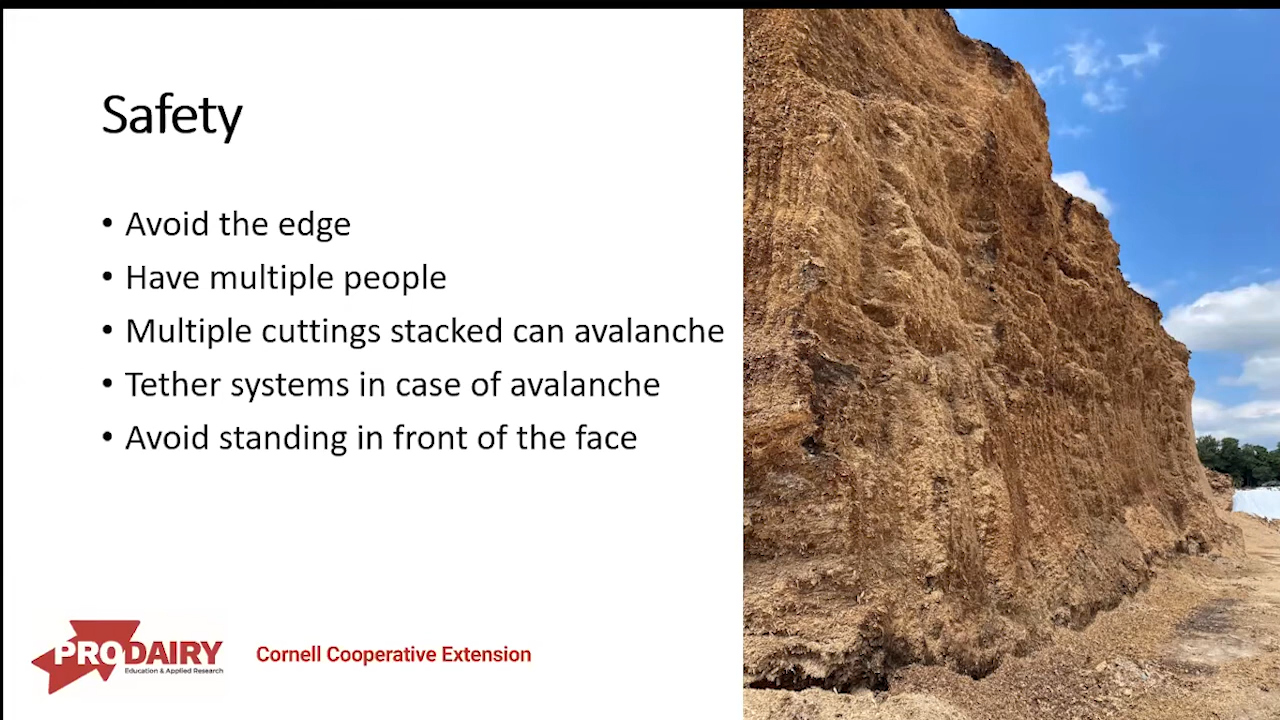 Safety
• Avoid the edge
• Have multiple people
• Multiple cuttings stacked can avalanche
• Tether systems in case of avalanche
• Avoid standing in front of the face
PRODAIRY
Education & Applied Research
Cornell Cooperative Extension